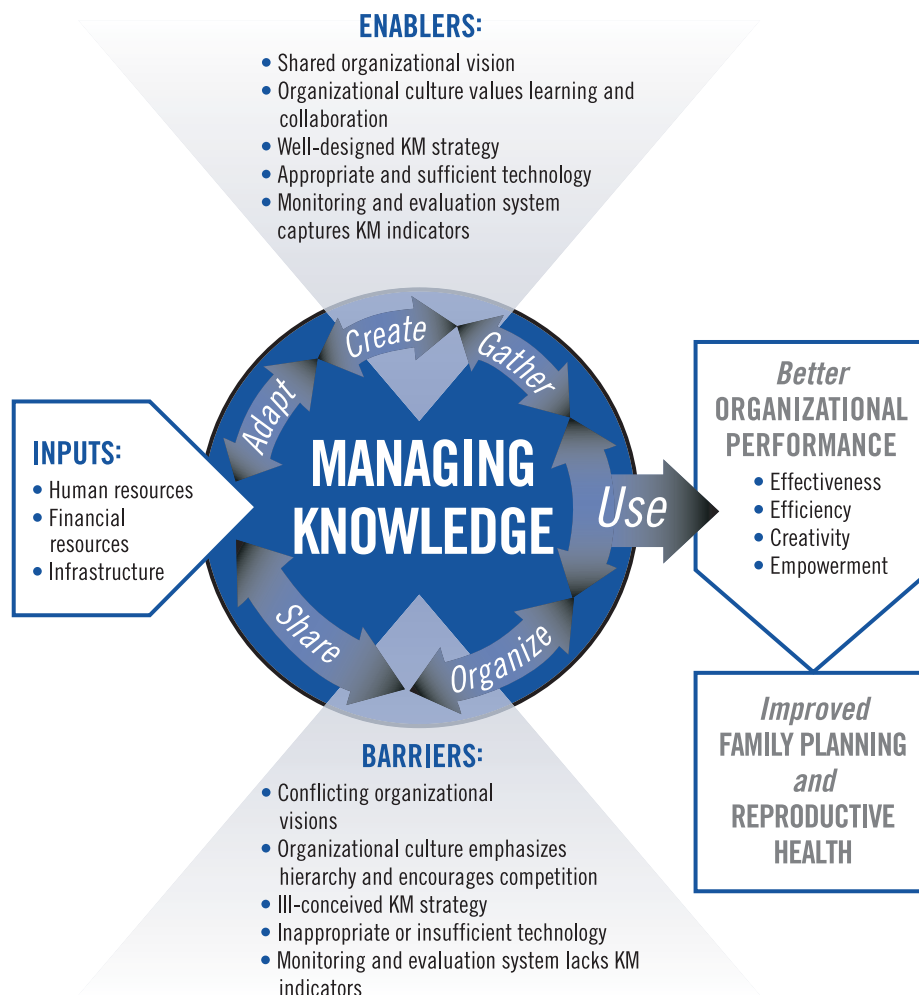 ENABLERS:
• Shared organizational vision
• Organizational culture values learning and
collaboration
• Well-designed KM strategy
• Appropriate and sufficient technology
• Monitoring and evaluation system
captures KM indicators
Adapt
Create
Gather
Use
Organize
Share
MANAGING
KNOWLEDGE
INPUTS:
• Human resources
• Financial
resources
• Infrastructure
Better
ORGANIZATIONAL
PERFORMANCE
• Effectiveness
• Efficiency
• Creativity
• Empowerment
Improved
FAMILY PLANNING
and
REPRODUCTIVE
HEALTH
BARRIERS:
• Conflicting organizational
visions
• Organizational culture emphasizes
hierarchy and encourages competition
• Ill-conceived KM strategy
• Inappropriate or insufficient technology
• Monitoring and evaluation system lacks KM
indicators